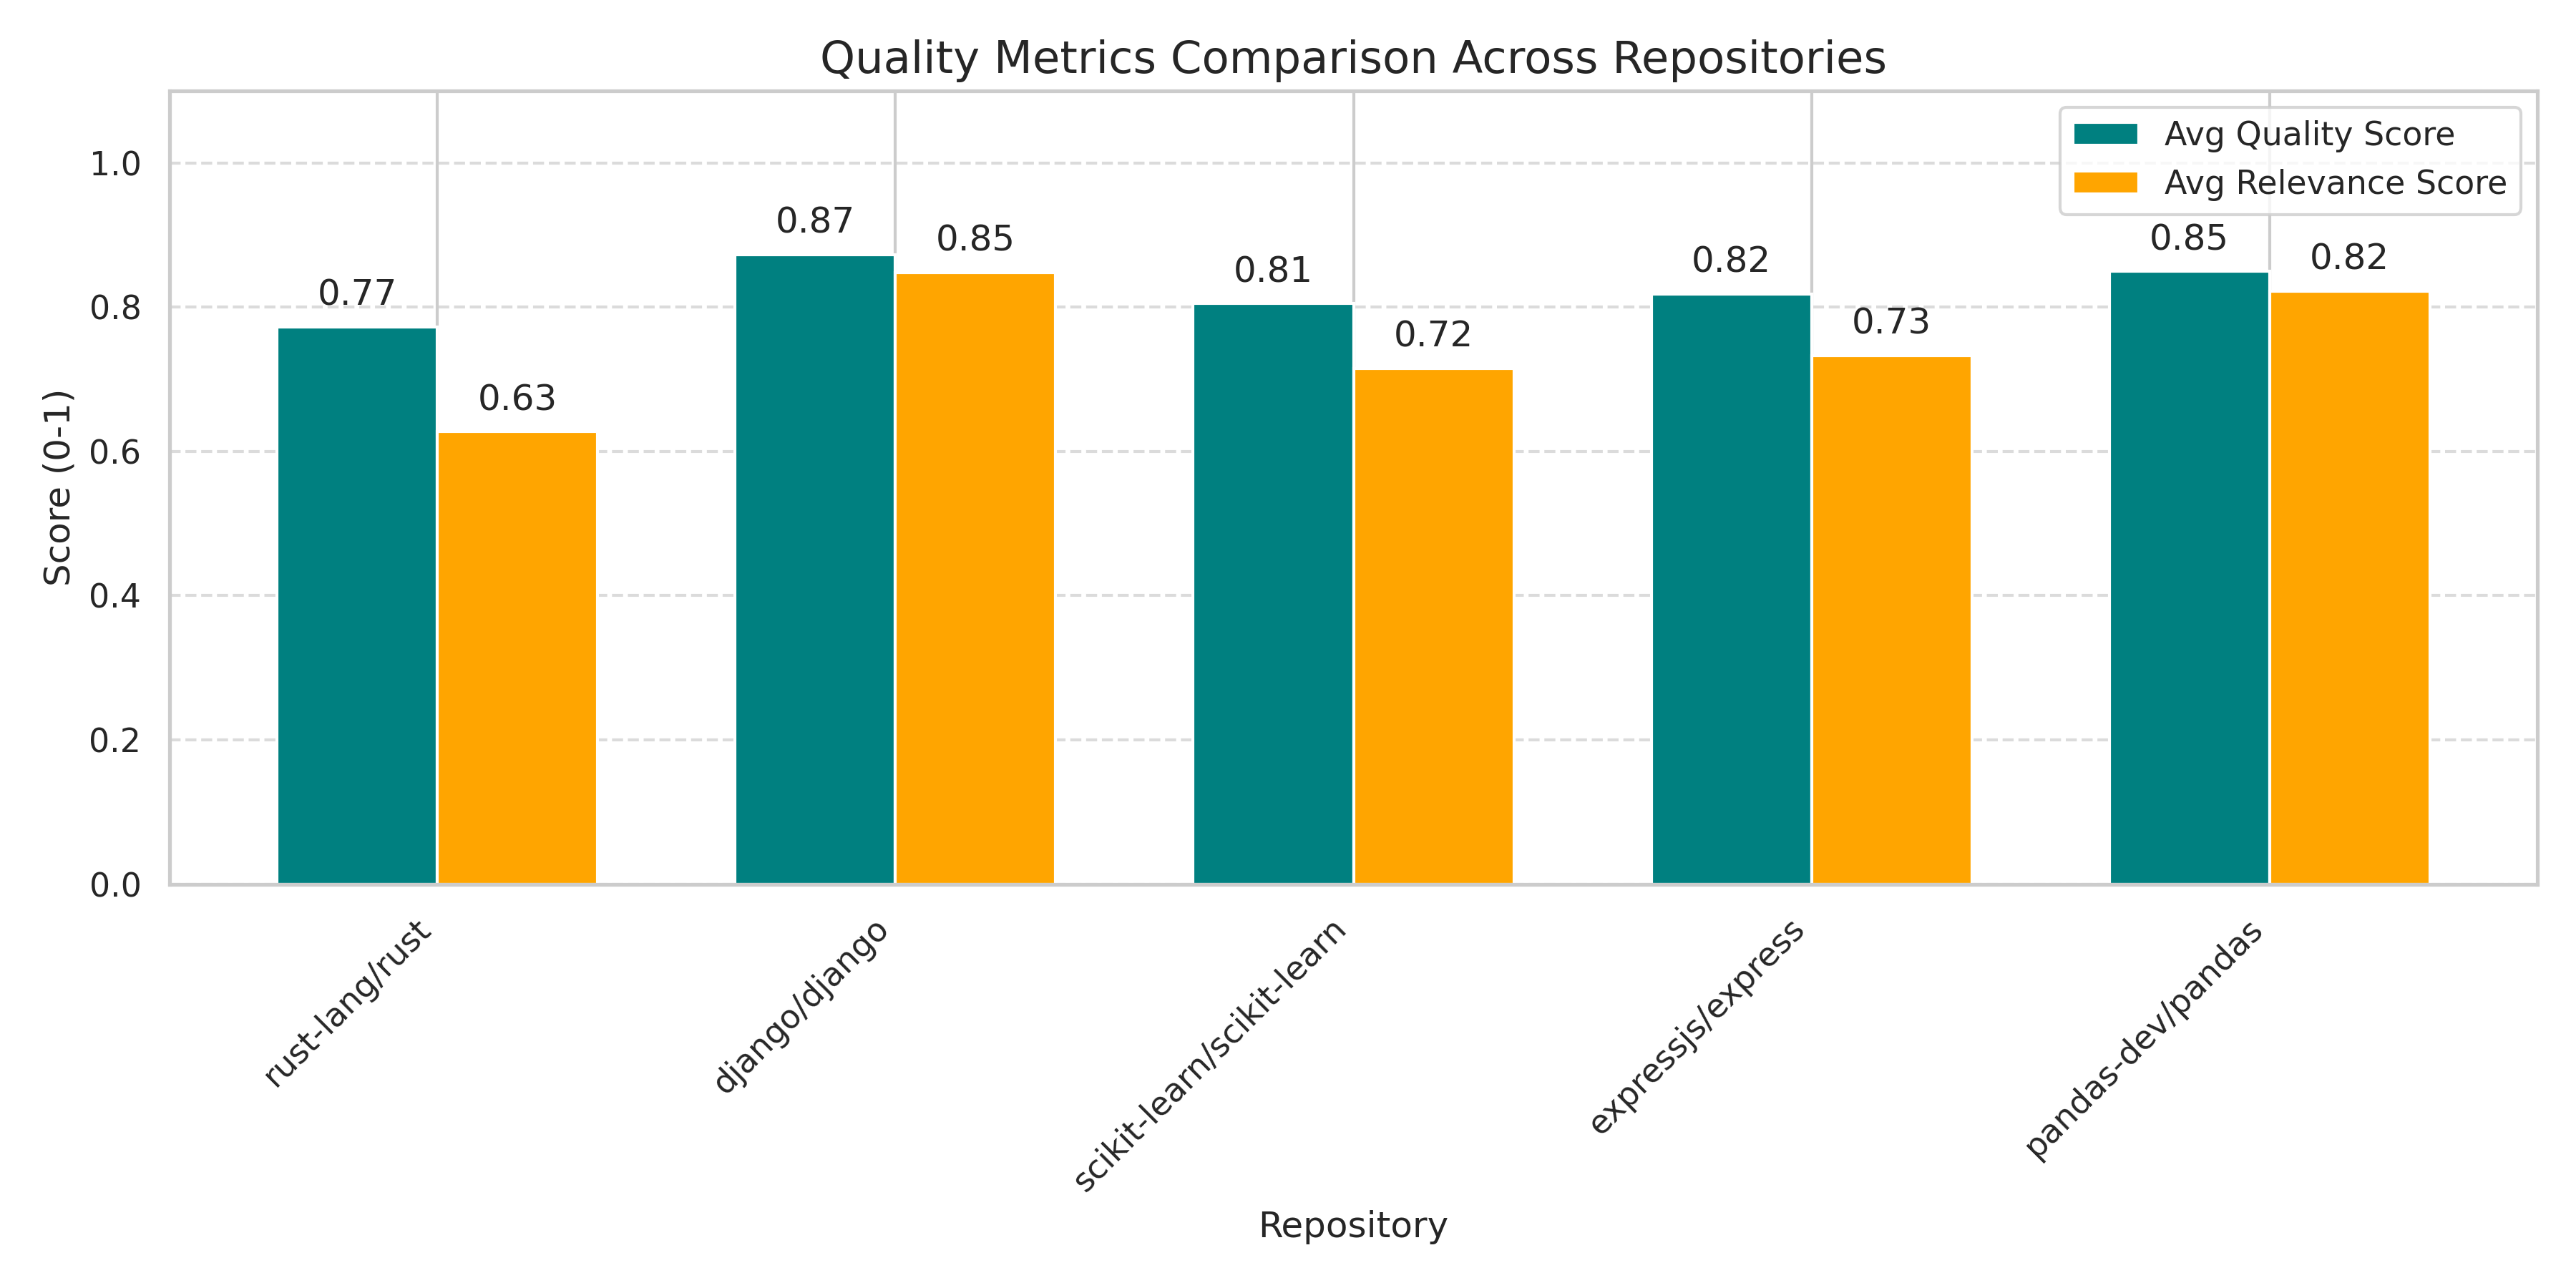 Quality Metrics Comparison Across Repositories
Avg Quality Score
Avg Relevance Score
Score (0-1)
1.0
0.8
0.6
0.4
0.2
0.0
0.77
0.63
0.87
0.85
0.81
0.72
0.82
0.73
0.85
0.82
rust-lang/rust
django/django
scikit-learn/scikit-learn
expressjs/express
pandas-dev/pandas
Repository